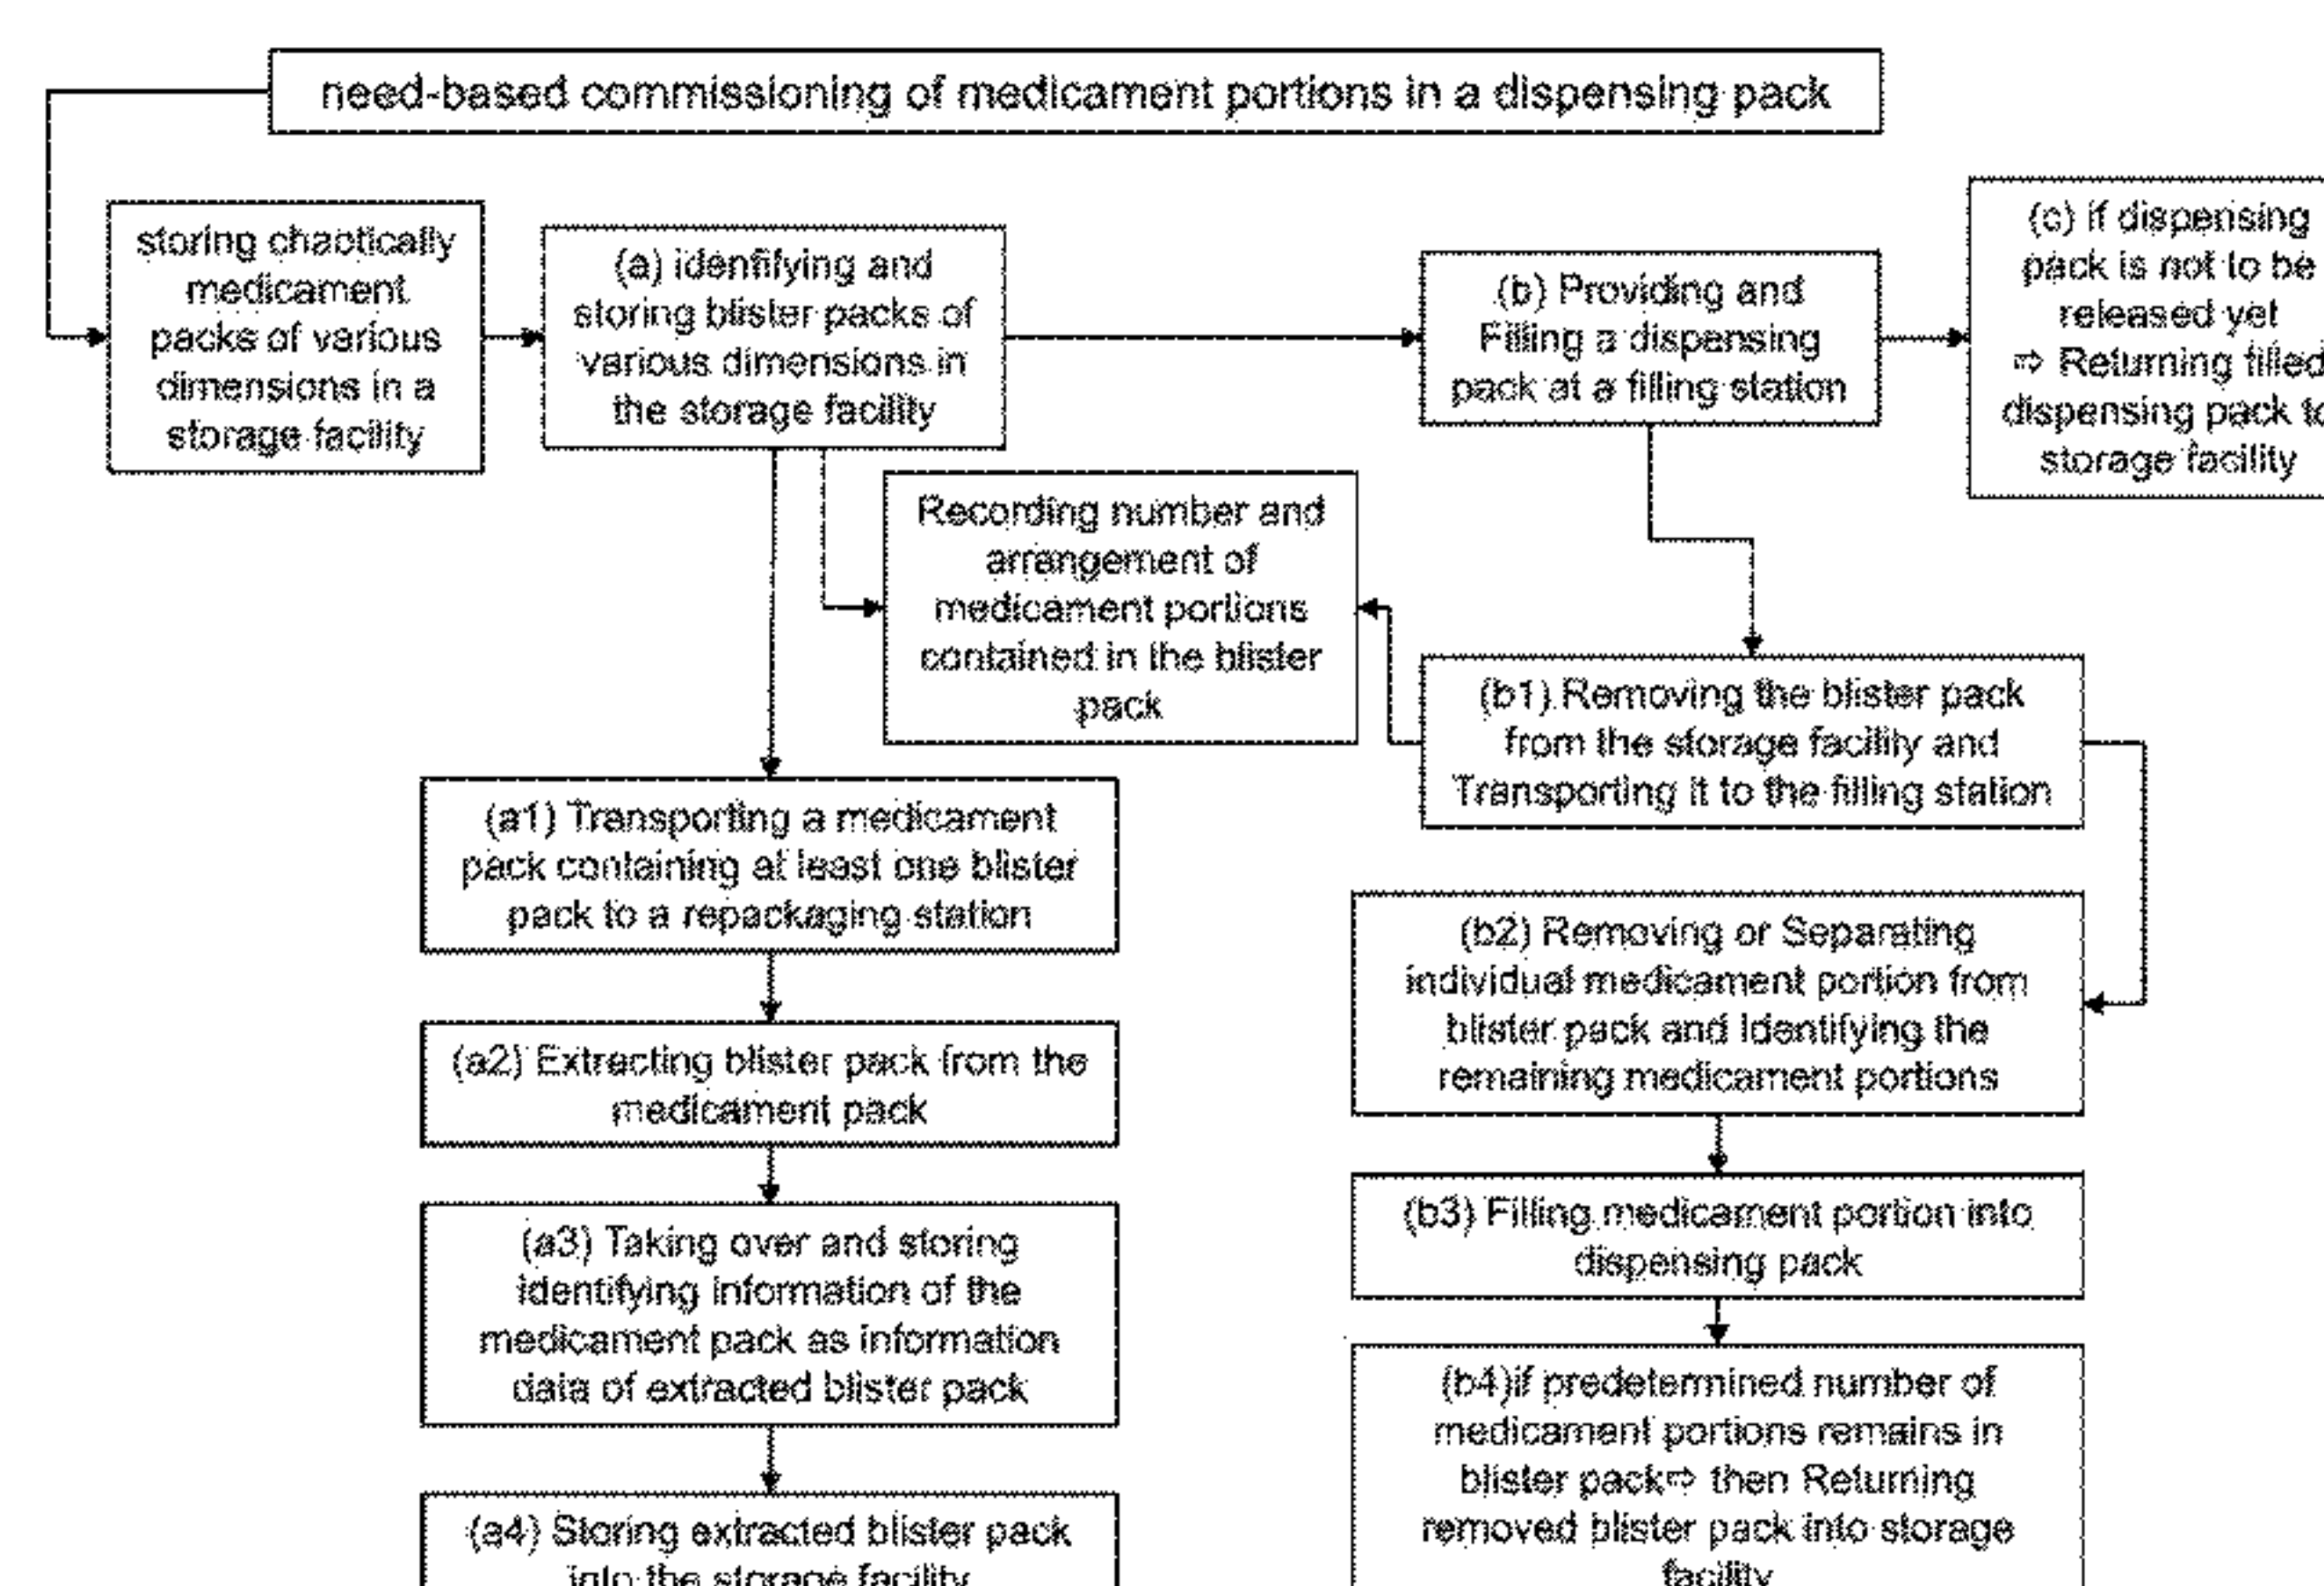 need-based commissioning of medicament portions in a dispensing pack
storing chaotically
medicament
packs of various
dimensions in a
storage facility
(a) identifying and
storing blister packs of
various dimensions in
the storage facility
(b) Providing and
Filling a dispensing
pack at a filling station
(c) if dispensing
pack is not to be
released yet
⇨ Returning filled
dispensing pack to
storage facility
Recording number and
arrangement of
medicament portions
contained in the blister
pack
(b1) Removing the blister pack
from the storage facility and
Transporting it to the filling station
(a1) Transporting a medicament
pack containing at least one blister
pack to a repackaging station
(b2) Removing or Separating
individual medicament portion from
blister pack and Identifying the
remaining medicament portions
(a2) Extracting blister pack from the
medicament pack
(b3) Filling medicament portion into
dispensing pack
(a3) Taking over and storing
identifying information of the
medicament pack as information
data of extracted blister pack
(b4)if predetermined number of
medicament portions remains in
blister pack⇨ then Returning
removed blister pack into storage
facility
(a4) Storing extracted blister pack
into the storage facility